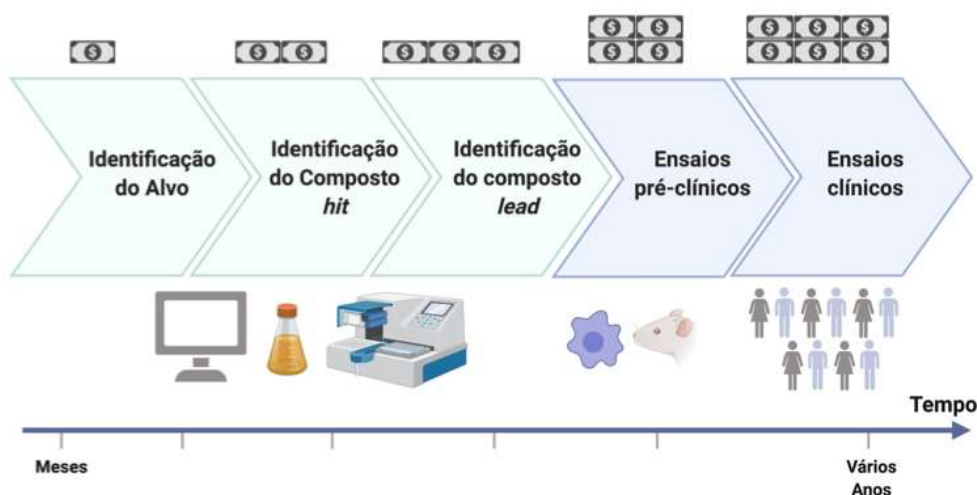 Identificação
do Alvo
Identificação
do Composto
hit
Identificação
do composto
lead
Ensaios
pré-clínicos
Ensaios
clínicos
Tempo
Meses
Vários
Anos